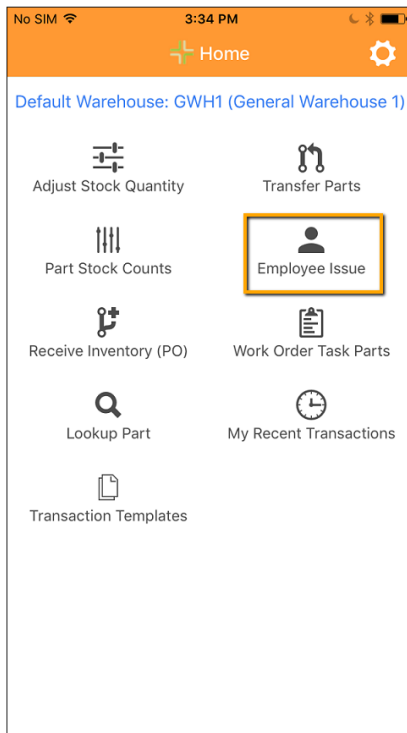 No SIM 3:34 PM
Home
Default Warehouse: GWH1 (General Warehouse 1)
Adjust Stock Quantity Transfer Parts
Part Stock Counts Employee Issue
Receive Inventory (PO) Work Order Task Parts
Lookup Part My Recent Transactions
Transaction Templates